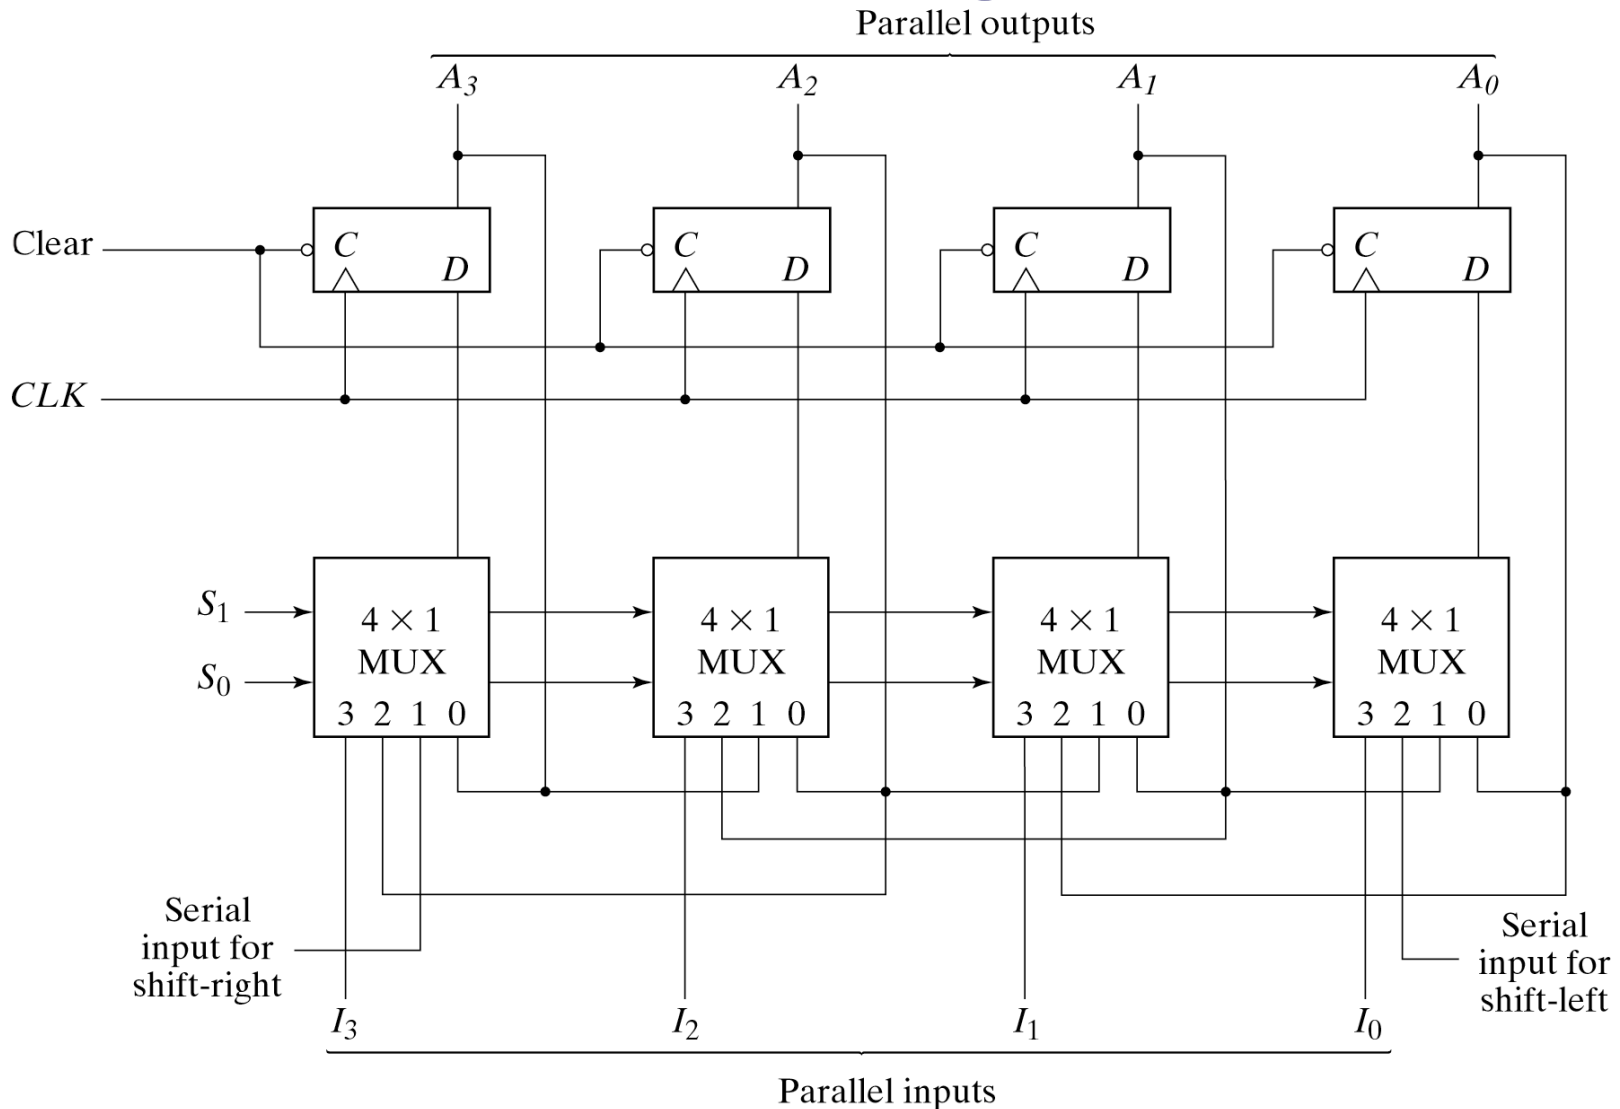 Parallel outputs
A3 A2 A1 A0
Clear C D C D C D C D
CLK
S1 4 × 1 4 × 1 4 × 1 4 × 1
MUX MUX MUX MUX
S0
3 2 1 0 3 2 1 0 3 2 1 0 3 2 1 0
Serial
input for
shift-right
Serial
input for
shift-left
I3 I2 I1 I0
Parallel inputs